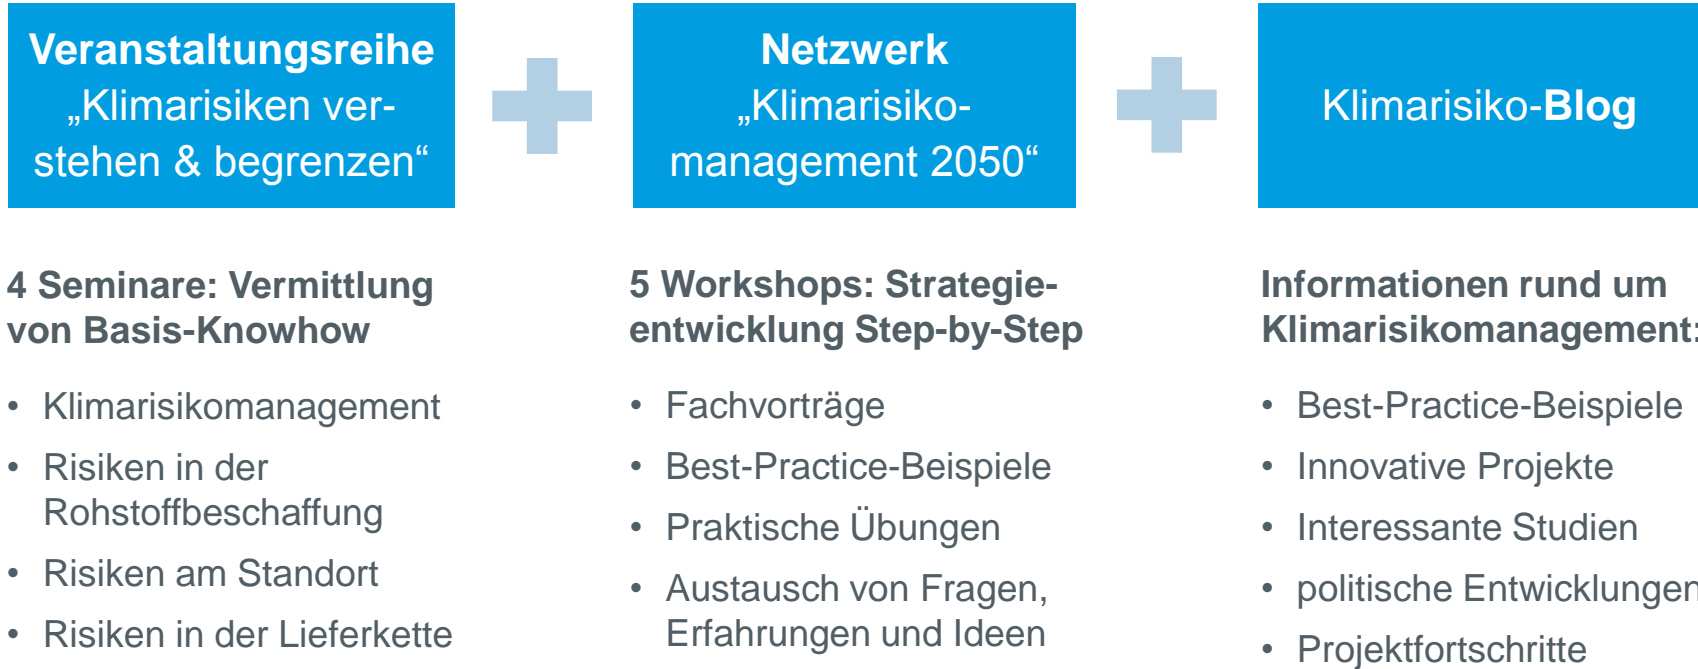 Veranstaltungsreihe
„Klimarisiken ver-
stehen & begrenzen“
Netzwerk
„Klimarisiko-
management 2050“
Klimarisiko-Blog
4 Seminare: Vermittlung
von Basis-Knowhow
• Klimarisikomanagement
• Risiken in der
Rohstoffbeschaffung
• Risiken am Standort
• Risiken in der Lieferkette
5 Workshops: Strategie-
entwicklung Step-by-Step
• Fachvorträge
• Best-Practice-Beispiele
• Praktische Übungen
• Austausch von Fragen,
Erfahrungen und Ideen
Informationen rund um
Klimarisikomanagement:
• Best-Practice-Beispiele
• Innovative Projekte
• Interessante Studien
• politische Entwicklungen
• Projektfortschritte